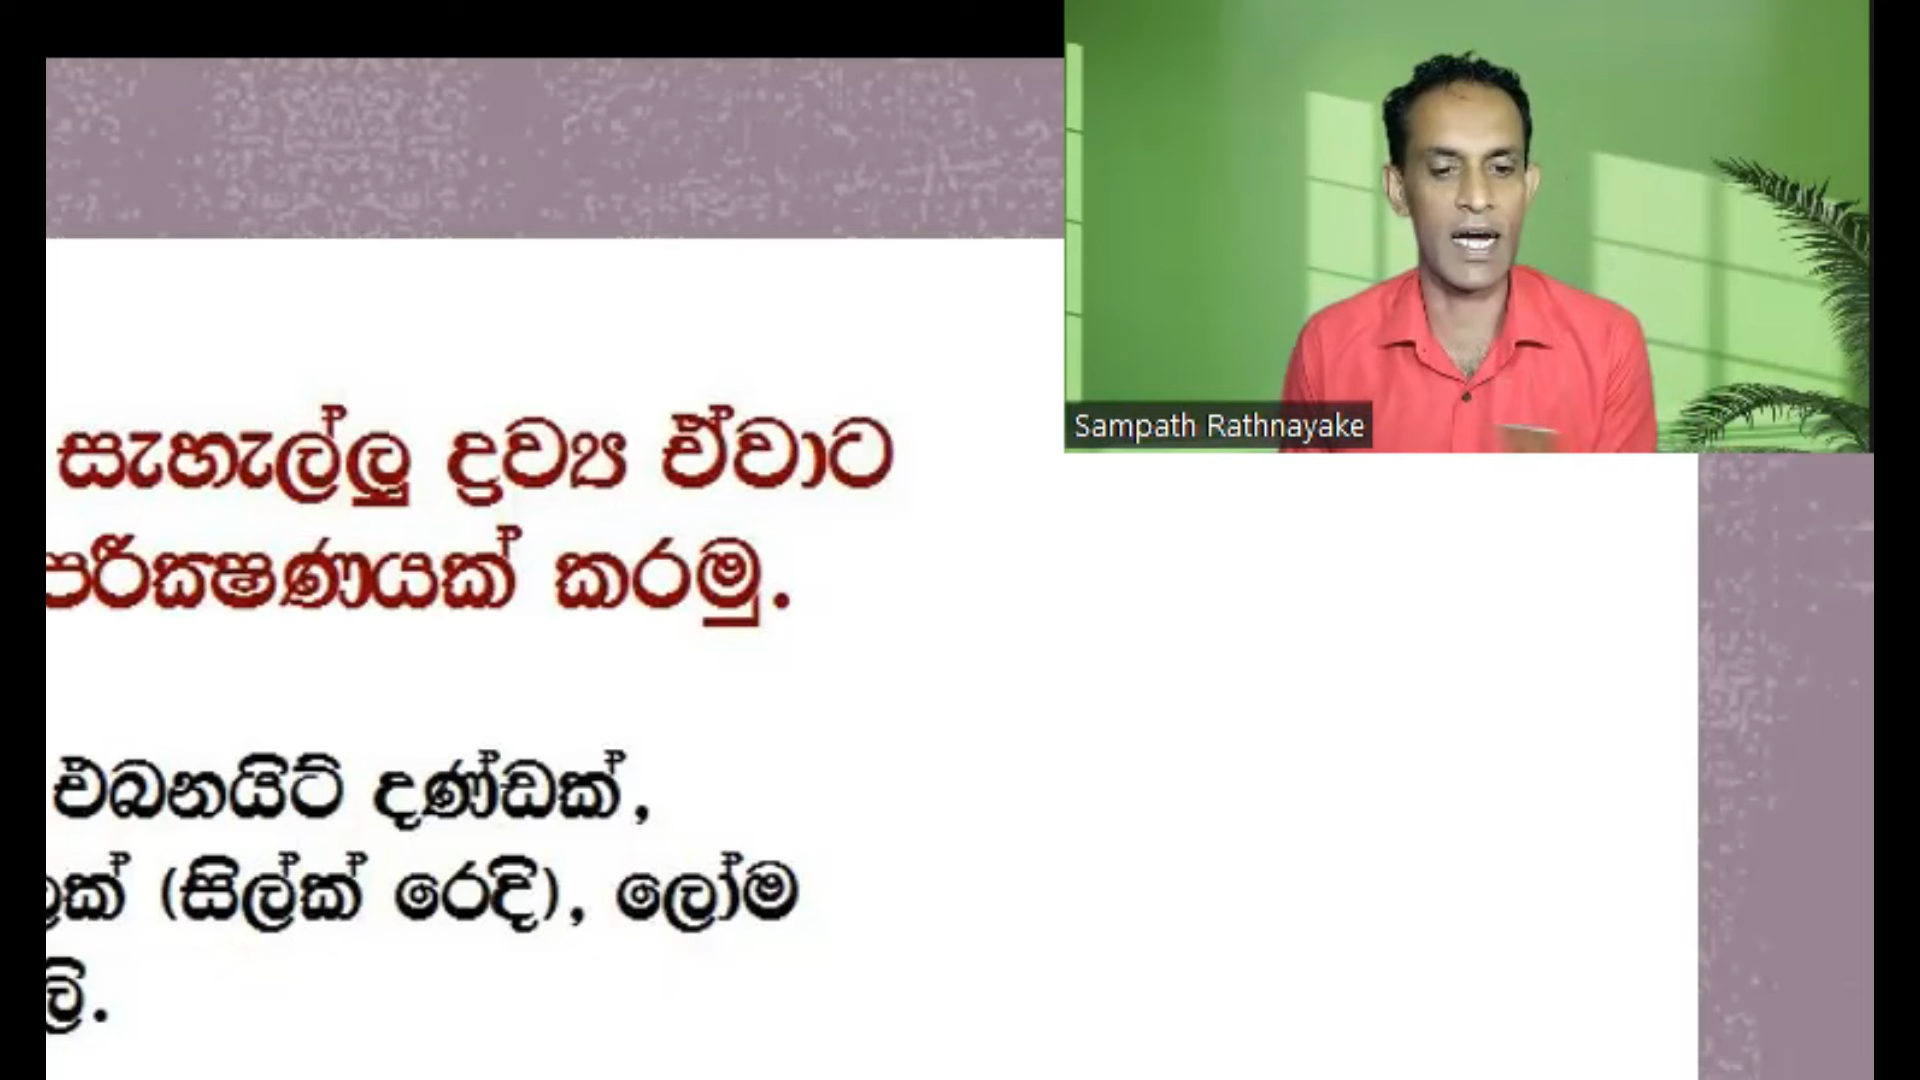 Sampath Rathnayake
සැහැල්ලු ද්‍රව්‍ය ඒවාට
පරීක්ෂණයක් කරමු.
එබනයිට් දණ්ඩක්,
(සිල්ක් රෙදි), ලෝම